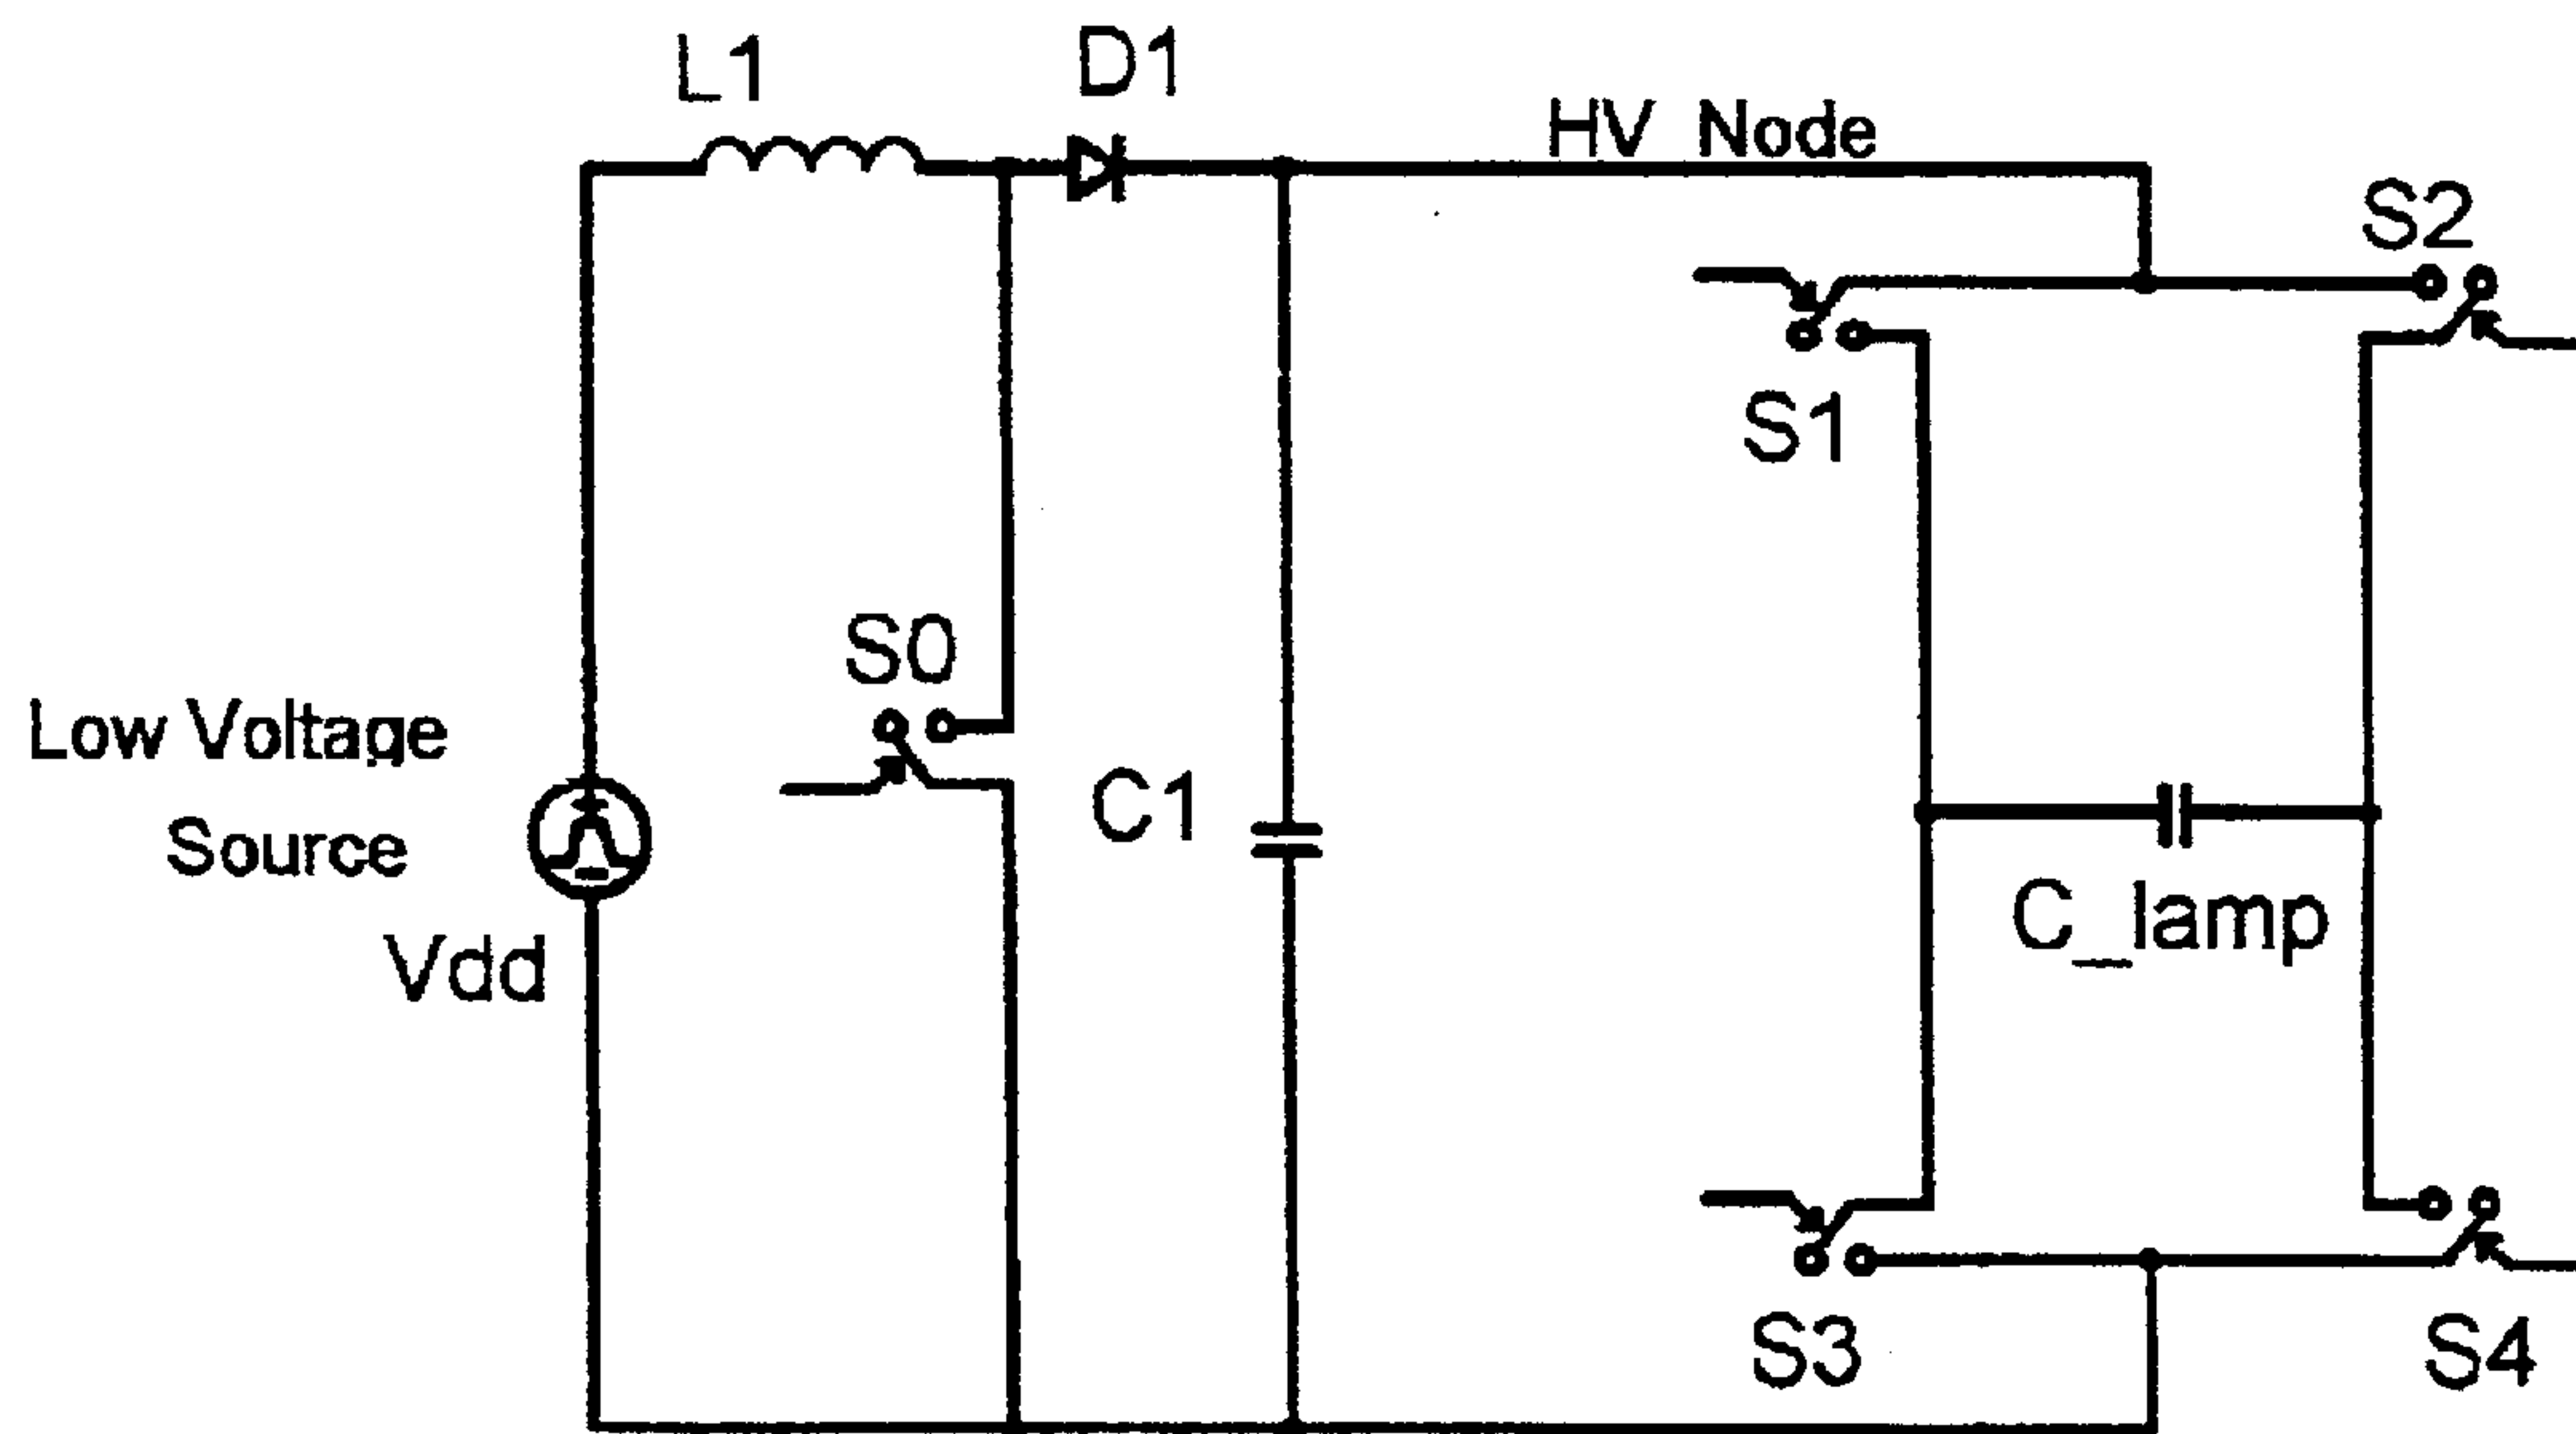 L1
D1
HV Node
S2
S1
S0
Low Voltage
Source
Vdd
C1
C_lamp
S3
S4